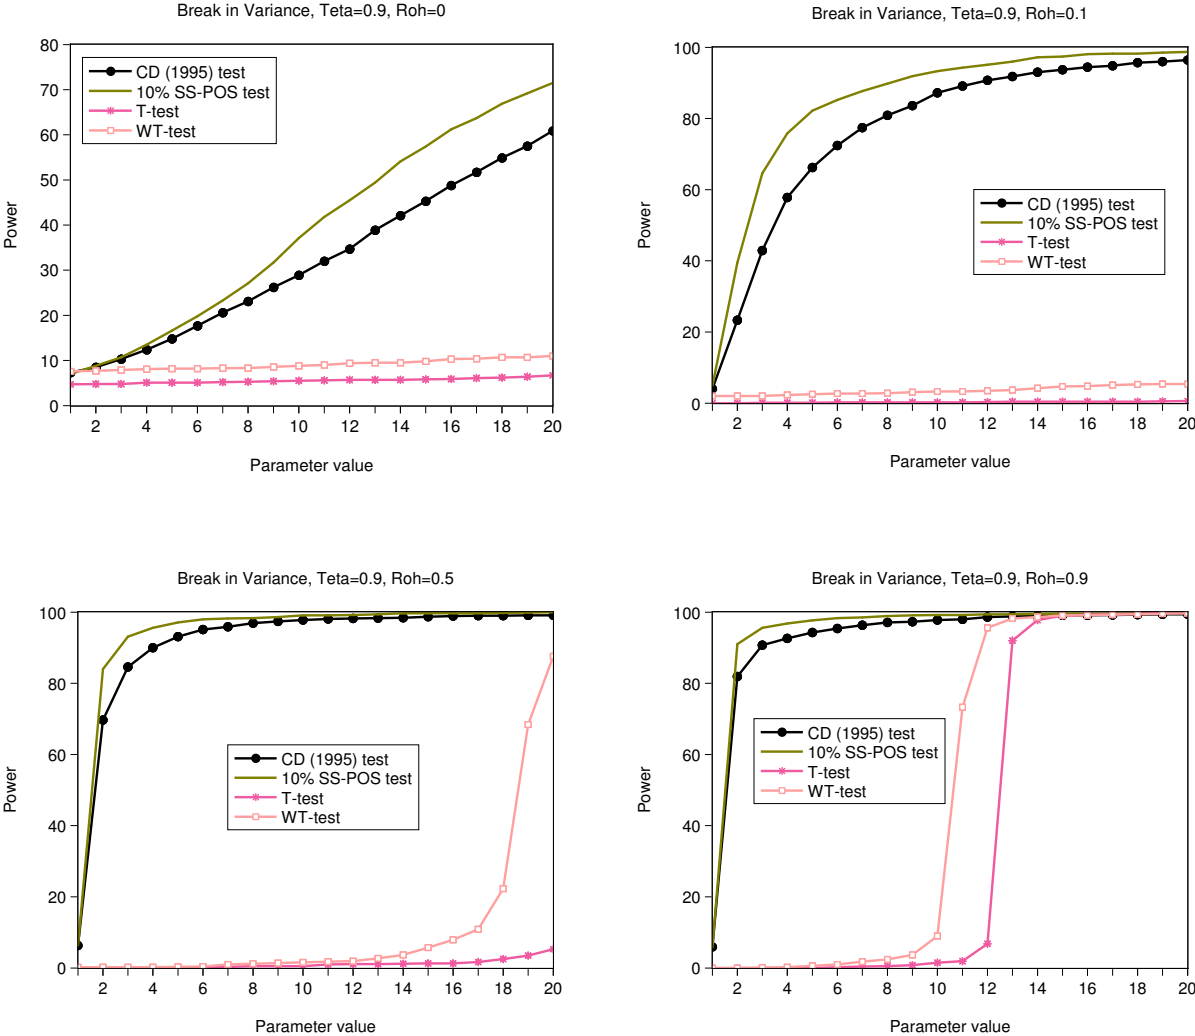 Break in Variance, Teta=0.9, Roh=0
80
70
60
50
40
30
20
10
0
Power
CD (1995) test
10% SS-POS test
T-test
WT-test
2 4 6 8 10 12 14 16 18 20
Parameter value
Break in Variance, Teta=0.9, Roh=0.1
100
80
60
40
20
0
Power
CD (1995) test
10% SS-POS test
T-test
WT-test
2 4 6 8 10 12 14 16 18 20
Parameter value
Break in Variance, Teta=0.9, Roh=0.5
100
80
60
40
20
0
Power
CD (1995) test
10% SS-POS test
T-test
WT-test
2 4 6 8 10 12 14 16 18 20
Parameter value
Break in Variance, Teta=0.9, Roh=0.9
100
80
60
40
20
0
Power
CD (1995) test
10% SS-POS test
T-test
WT-test
2 4 6 8 10 12 14 16 18 20
Parameter value